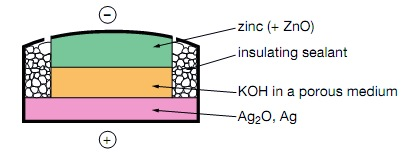 ⊖
zinc (+ ZnO)
insulating sealant
KOH in a porous medium
Ag₂O, Ag
⊕